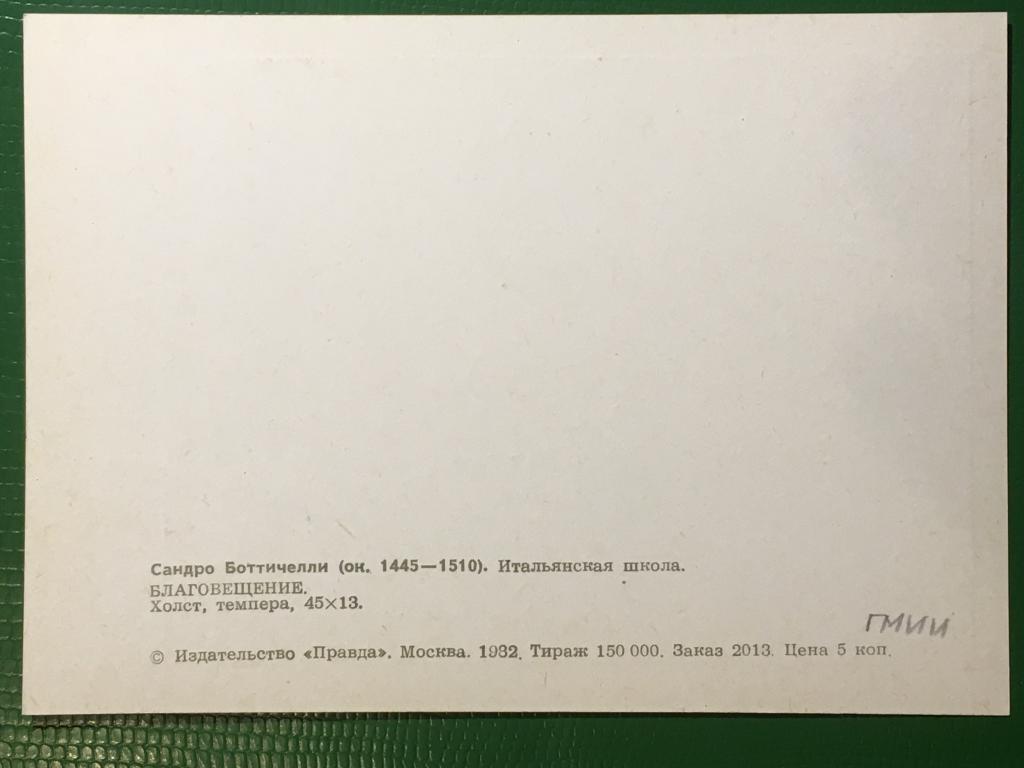 Сандро Боттичелли (ок. 1445—1510). Итальянская школа.
БЛАГОВЕЩЕНИЕ.
Холст, темпера, 45×13.
ГМИИ
© Издательство «Правда». Москва. 1982. Тираж 150 000. Заказ 2013. Цена 5 коп.